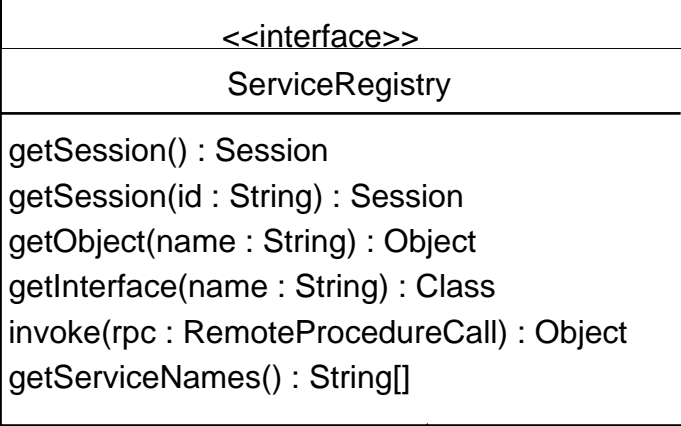 <<interface>>
ServiceRegistry
getSession() : Session
getSession(id : String) : Session
getObject(name : String) : Object
getInterface(name : String) : Class
invoke(rpc : RemoteProcedureCall) : Object
getServiceNames() : String[]